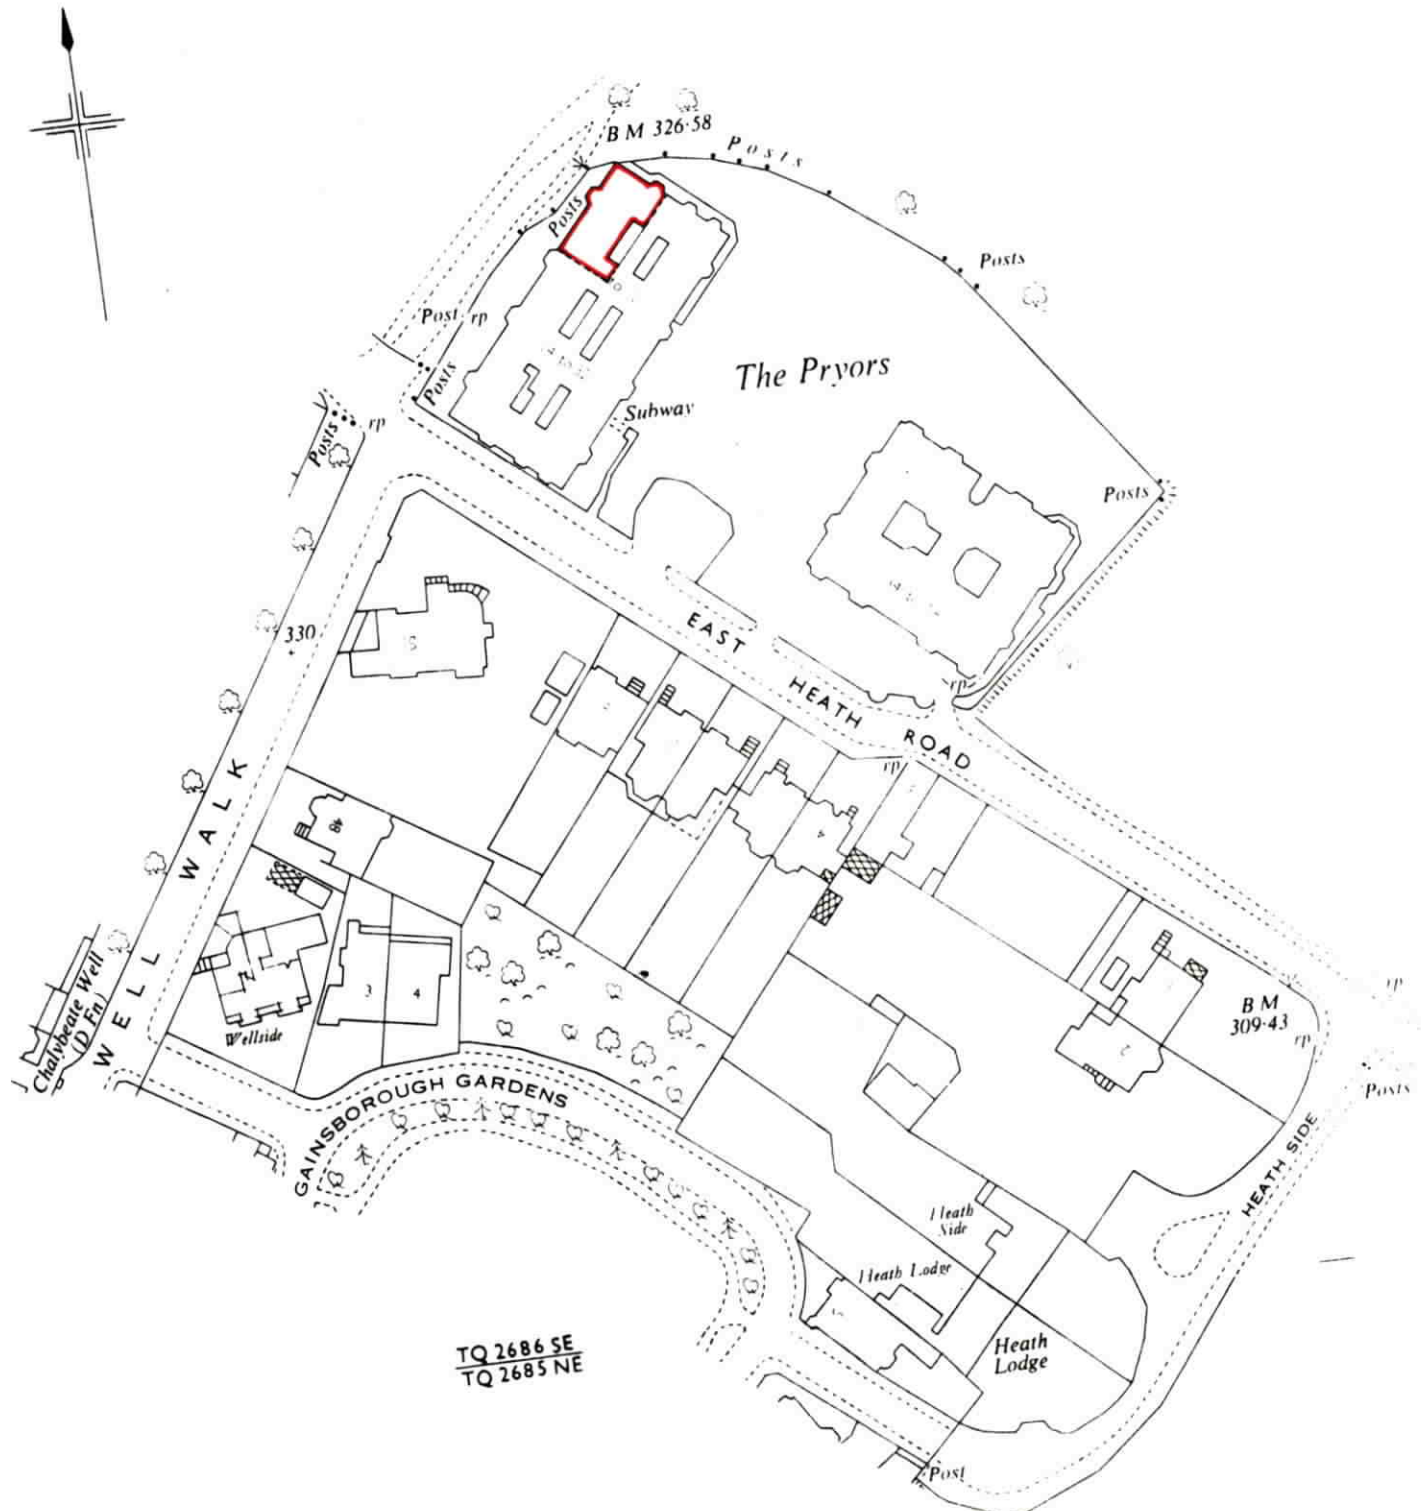 B M 326·58
Posts
Posts
Posts
Post
rp
Posts
The Pryors
Subway
Posts
rp
Posts
330
EAST HEATH ROAD
rp
rp
WELL WALK
48
4
3
4
Wellside
Chalybeate Well
(D Fn)
GAINSBOROUGH GARDENS
B M
309·43
rp
rp
2
Posts
HEATH SIDE
Heath
Side
Heath Lodge
Heath
Lodge
TQ 2686 SE
TQ 2685 NE
Post